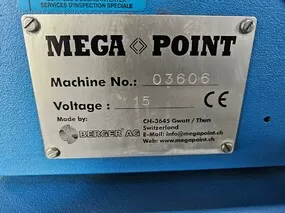 SERVICES D'INSPECTION SPÉCIALE
MEGA POINT
Machine No.: 03606
Voltage : 15
CE
Made by:
BERGER AG
CH-3645 Gwatt / Thun
Switzerland
E-Mail: info@megapoint.ch
Web: www.megapoint.ch